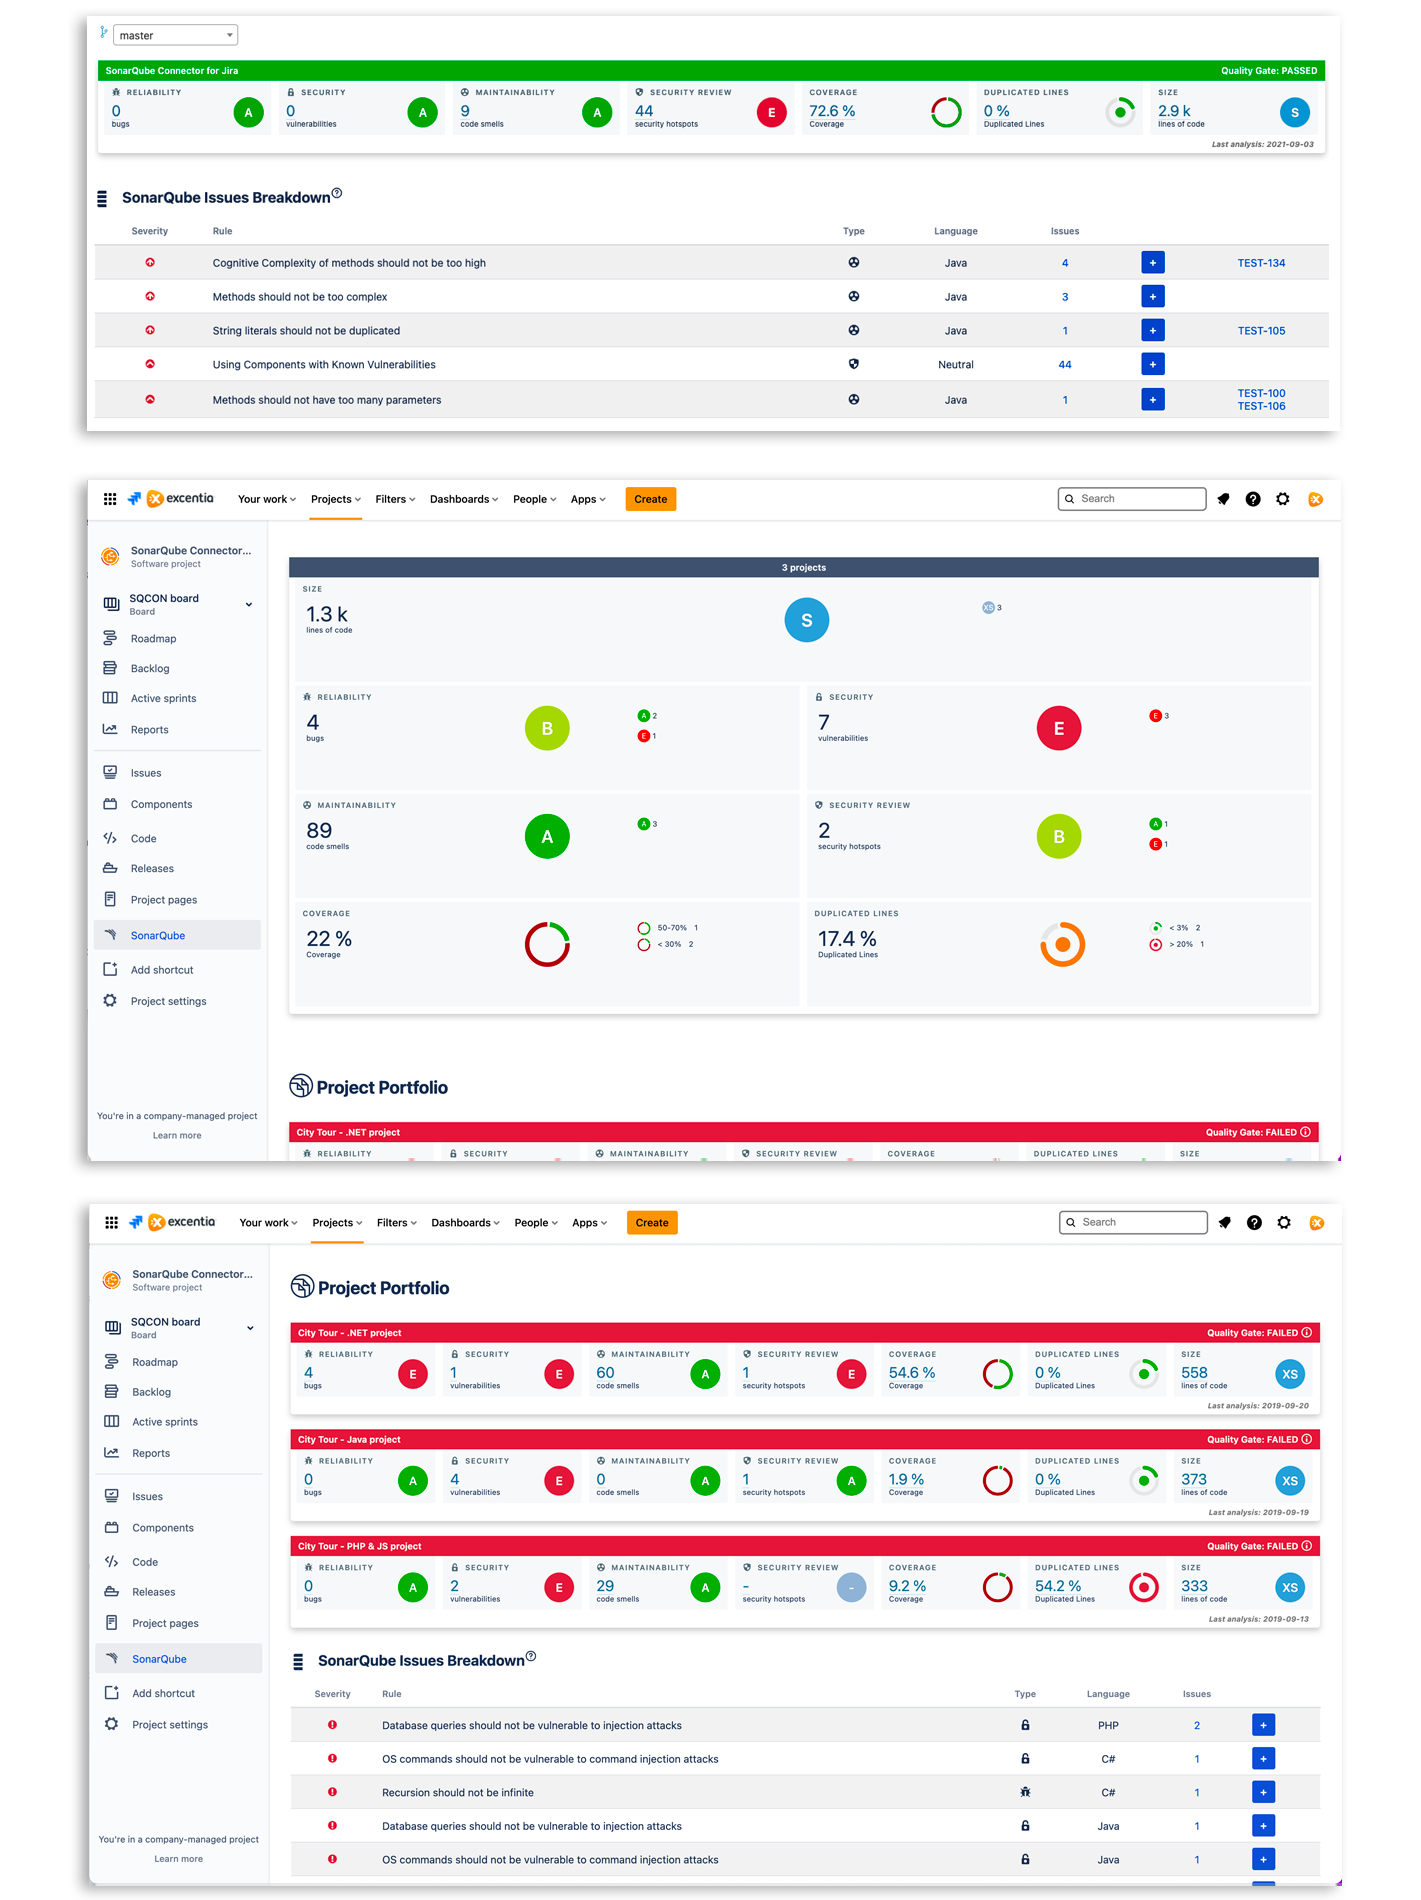 master
SonarQube Connector for Jira Quality Gate: PASSED
RELIABILITY SECURITY MAINTAINABILITY SECURITY REVIEW COVERAGE DUPLICATED LINES SIZE
0 A 0 A 9 A 44 E 72.6 % 0 % 2.9 k S
bugs vulnerabilities code smells security hotspots Coverage Duplicated Lines lines of code
Last analysis: 2021-09-03
SonarQube Issues Breakdown?
Severity Rule Type Language Issues
Cognitive Complexity of methods should not be too high Java 4 + TEST-134
Methods should not be too complex Java 3 +
String literals should not be duplicated Java 1 + TEST-105
Using Components with Known Vulnerabilities Neutral 44 +
Methods should not have too many parameters Java 1 + TEST-100
TEST-106
excentia Your work Projects Filters Dashboards People Apps Create Search
SonarQube Connector...
Software project
SQCON board
Board
Roadmap
Backlog
Active sprints
Reports
Issues
Components
Code
Releases
Project pages
SonarQube
Add shortcut
Project settings
You're in a company-managed project
Learn more
3 projects
SIZE
1.3 k S XS 3
lines of code
RELIABILITY SECURITY
4 B A 2 7 E E 3
bugs E 1 vulnerabilities
MAINTAINABILITY SECURITY REVIEW
89 A A 3 2 B A 1
code smells security hotspots E 1
COVERAGE DUPLICATED LINES
22 % 50-70% 1 17.4 % < 3% 2
Coverage < 30% 2 Duplicated Lines > 20% 1
Project Portfolio
City Tour - .NET project Quality Gate: FAILED
RELIABILITY SECURITY MAINTAINABILITY SECURITY REVIEW COVERAGE DUPLICATED LINES SIZE
excentia Your work Projects Filters Dashboards People Apps Create Search
SonarQube Connector...
Software project
SQCON board
Board
Roadmap
Backlog
Active sprints
Reports
Issues
Components
Code
Releases
Project pages
SonarQube
Add shortcut
Project settings
You're in a company-managed project
Learn more
Project Portfolio
City Tour - .NET project Quality Gate: FAILED
RELIABILITY SECURITY MAINTAINABILITY SECURITY REVIEW COVERAGE DUPLICATED LINES SIZE
4 E 1 E 60 A 1 E 54.6 % 0 % 558 XS
bugs vulnerabilities code smells security hotspots Coverage Duplicated Lines lines of code
Last analysis: 2019-09-20
City Tour - Java project Quality Gate: FAILED
RELIABILITY SECURITY MAINTAINABILITY SECURITY REVIEW COVERAGE DUPLICATED LINES SIZE
0 A 4 E 0 A 1 A 1.9 % 0 % 373 XS
bugs vulnerabilities code smells security hotspots Coverage Duplicated Lines lines of code
Last analysis: 2019-09-19
City Tour - PHP & JS project Quality Gate: FAILED
RELIABILITY SECURITY MAINTAINABILITY SECURITY REVIEW COVERAGE DUPLICATED LINES SIZE
0 A 2 E 29 A - - 9.2 % 54.2 % 333 XS
bugs vulnerabilities code smells security hotspots Coverage Duplicated Lines lines of code
Last analysis: 2019-09-13
SonarQube Issues Breakdown?
Severity Rule Type Language Issues
Database queries should not be vulnerable to injection attacks PHP 2 +
OS commands should not be vulnerable to command injection attacks C# 1 +
Recursion should not be infinite C# 1 +
Database queries should not be vulnerable to injection attacks Java 1 +
OS commands should not be vulnerable to command injection attacks Java 1 +